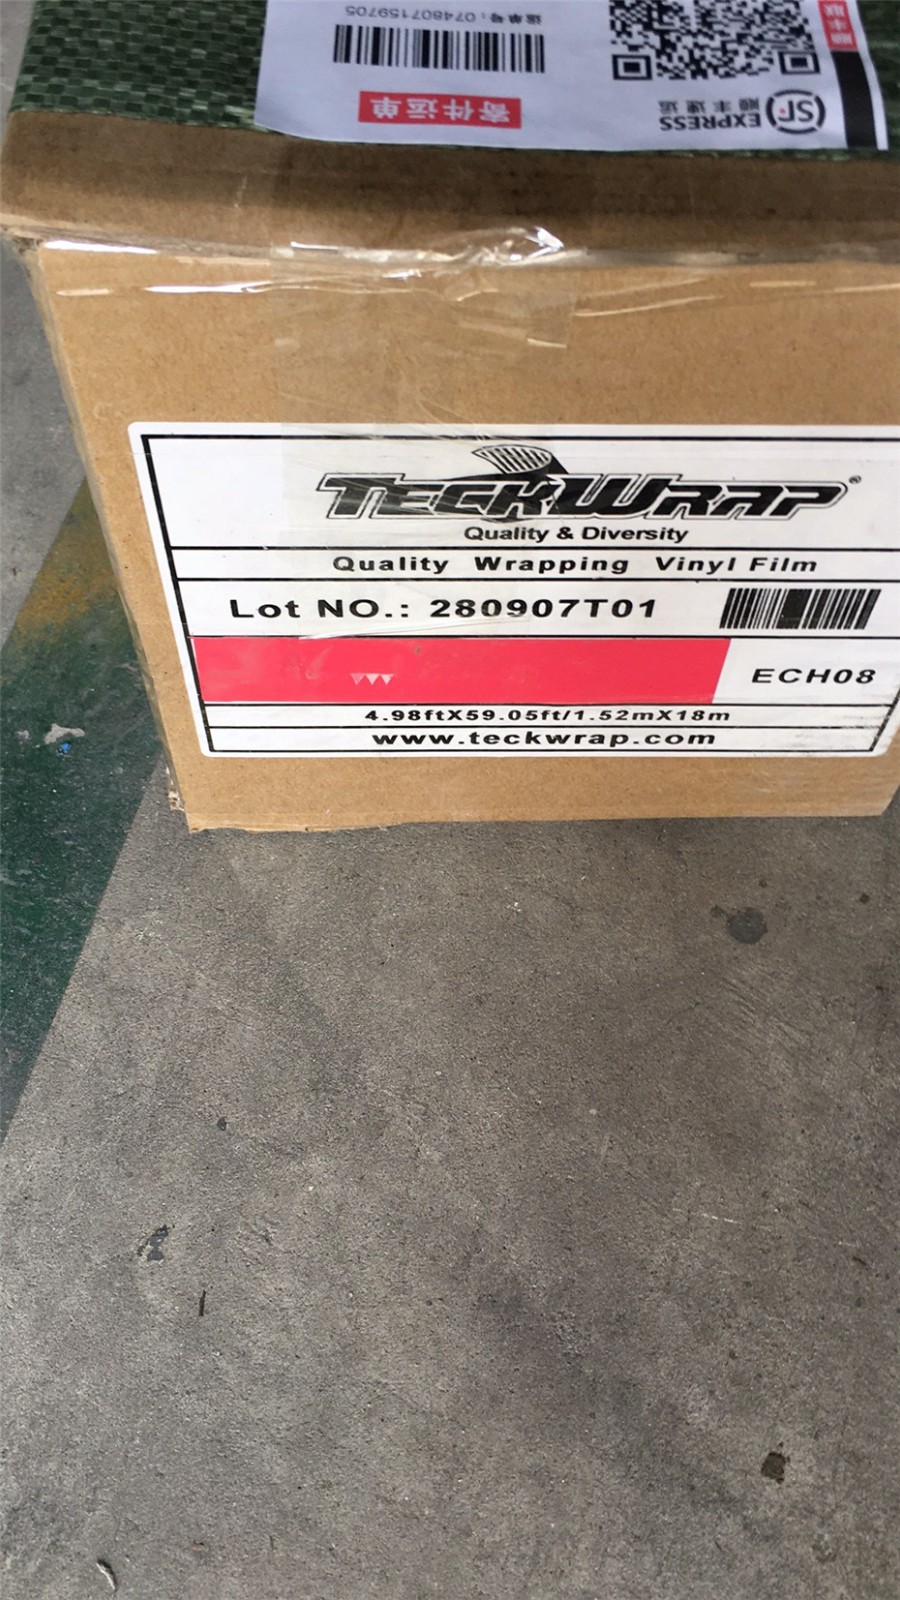 运单号：074807159705
寄件运单
SF
EXPRESS
顺丰速运
TECKWRAP®
Quality & Diversity
Quality Wrapping Vinyl Film
Lot NO.: 280907T01
ECH08
4.98ftX59.05ft/1.52mX18m
www.teckwrap.com